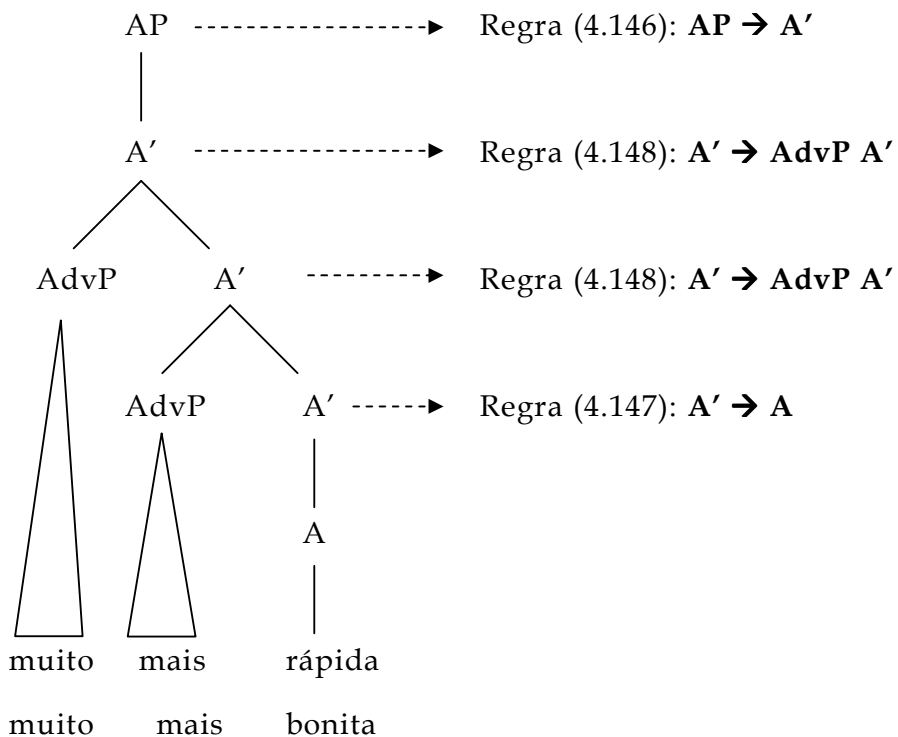 AP Regra (4.146): AP → A′
A′ Regra (4.148): A′ → AdvP A′
AdvP A′ Regra (4.148): A′ → AdvP A′
AdvP A′ Regra (4.147): A′ → A
A
muito mais rápida
muito mais bonita